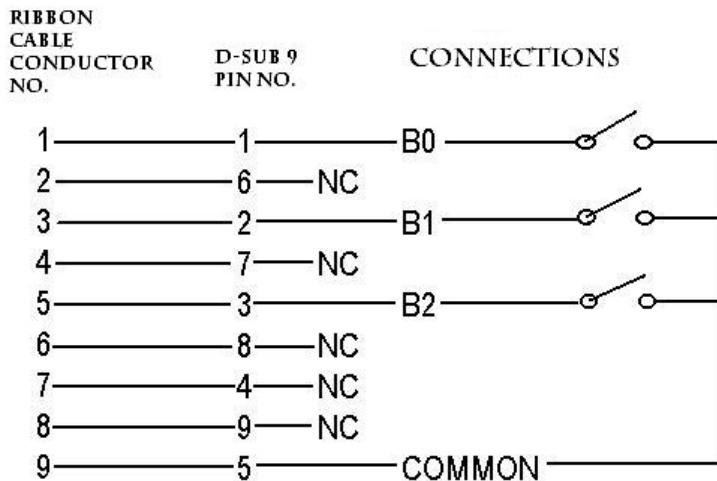 RIBBON
CABLE
CONDUCTOR
NO.
D-SUB 9
PIN NO.
CONNECTIONS
1 1 B0
2 6 NC
3 2 B1
4 7 NC
5 3 B2
6 8 NC
7 4 NC
8 9 NC
9 5 COMMON